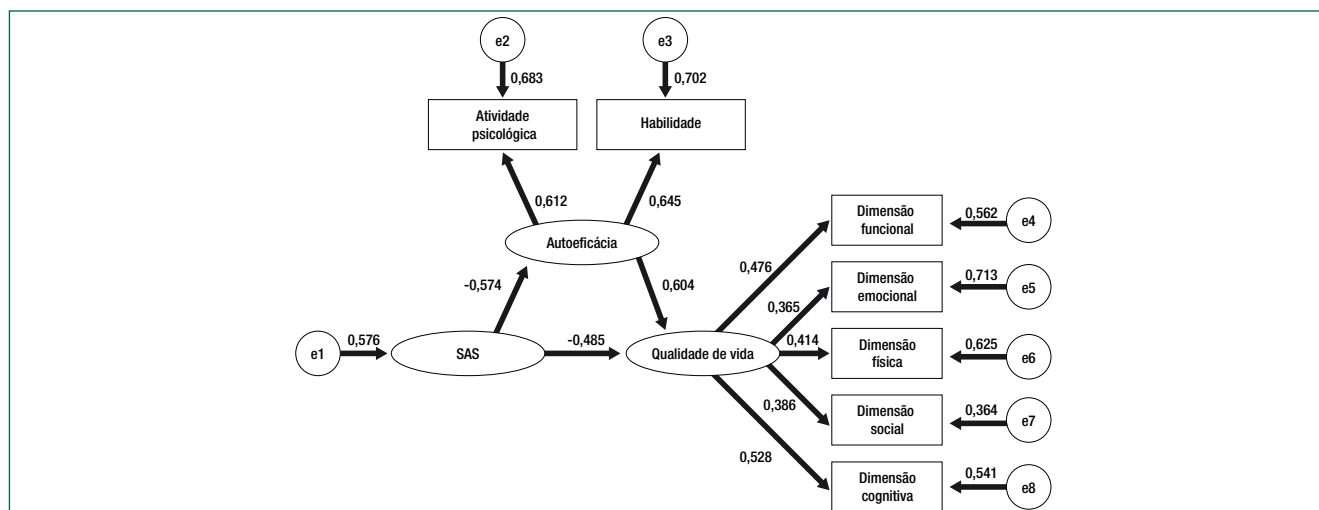 e2
e3
0,683
0,702
Atividade
psicológica
Habilidade
0,612
0,645
Autoeficácia
-0,574
0,604
e1
0,576
SAS
-0,485
Qualidade de vida
0,476
0,365
0,414
0,386
0,528
Dimensão
funcional
0,562
e4
Dimensão
emocional
0,713
e5
Dimensão
física
0,625
e6
Dimensão
social
0,364
e7
Dimensão
cognitiva
0,541
e8